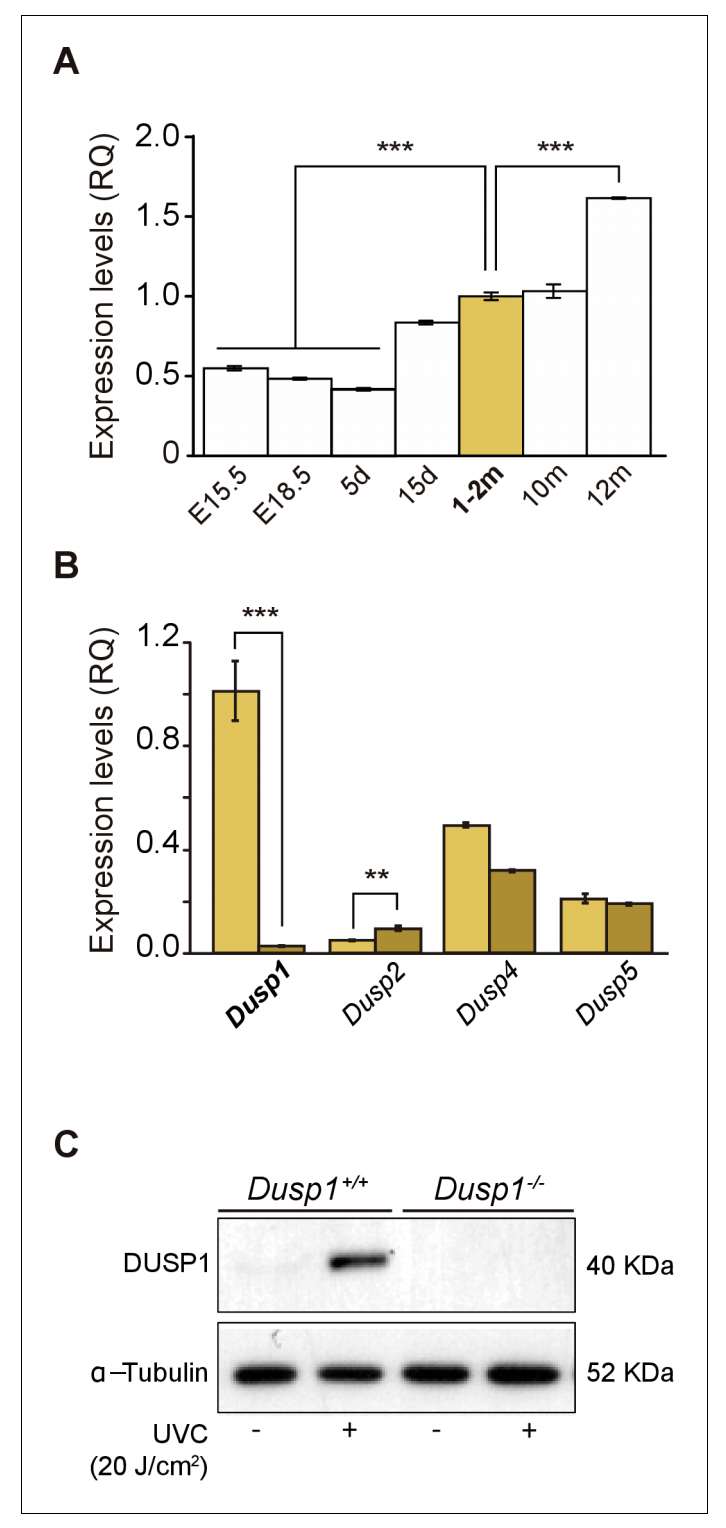 A
Expression levels (RQ)
2.0
1.5
1.0
0.5
0
***
***
E15.5
E18.5
5d
15d
1-2m
10m
12m
B
Expression levels (RQ)
1.2
0.8
0.4
0.0
***
**
Dusp1
Dusp2
Dusp4
Dusp5
C
Dusp1+/+ Dusp1-/-
DUSP1 40 KDa
α–Tubulin 52 KDa
UVC - + - +
(20 J/cm²)